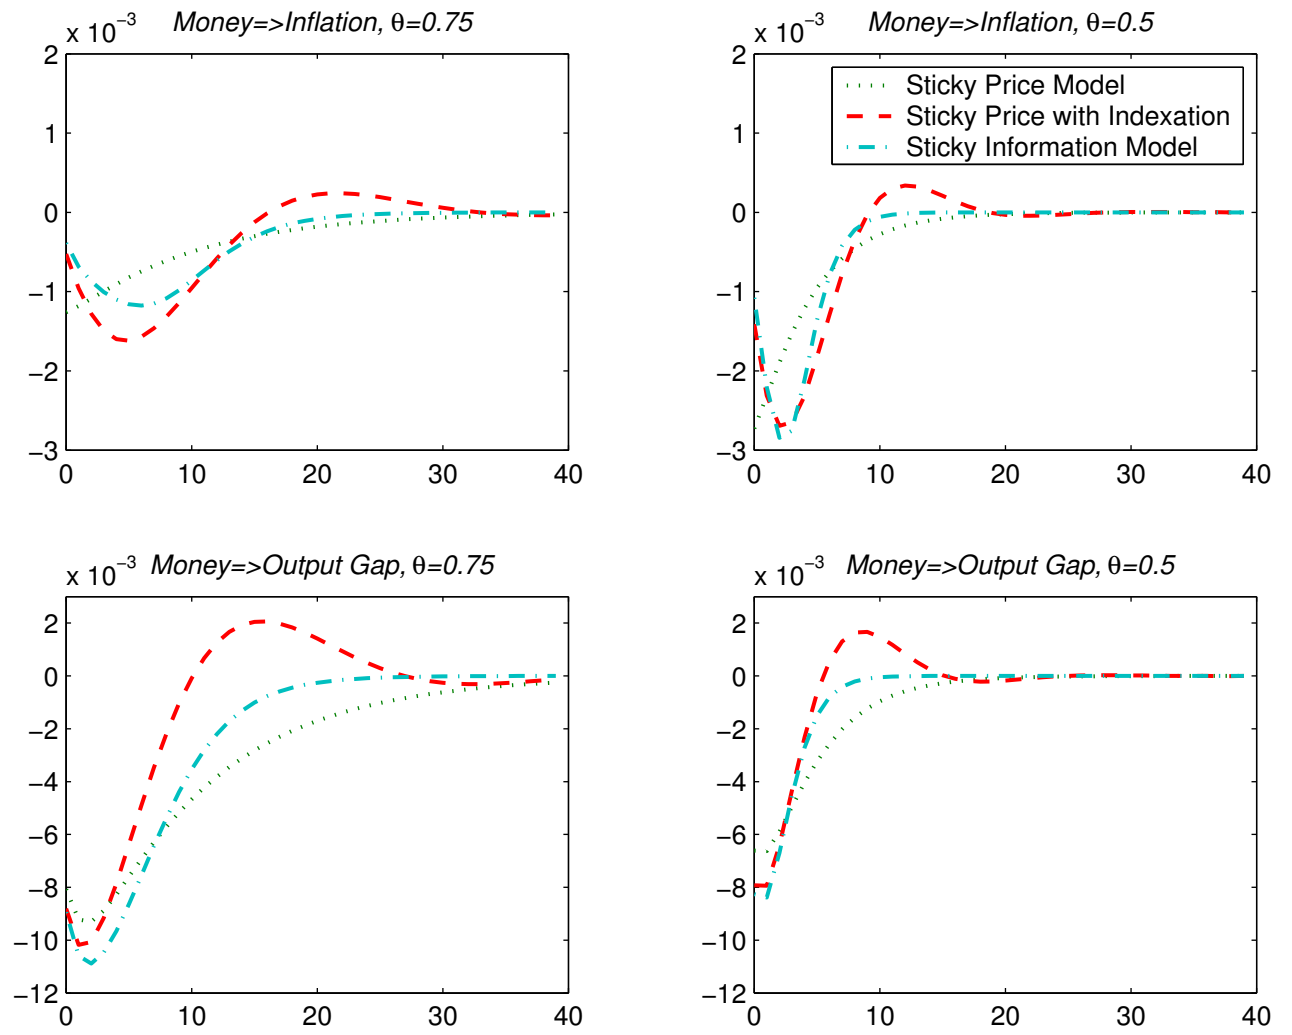 x 10⁻³ Money=>Inflation, θ=0.75
2
1
0
−1
−2
−3
0 10 20 30 40
x 10⁻³ Money=>Inflation, θ=0.5
2
1
0
−1
−2
−3
0 10 20 30 40
Sticky Price Model
Sticky Price with Indexation
Sticky Information Model
x 10⁻³ Money=>Output Gap, θ=0.75
2
0
−2
−4
−6
−8
−10
−12
0 10 20 30 40
x 10⁻³ Money=>Output Gap, θ=0.5
2
0
−2
−4
−6
−8
−10
−12
0 10 20 30 40